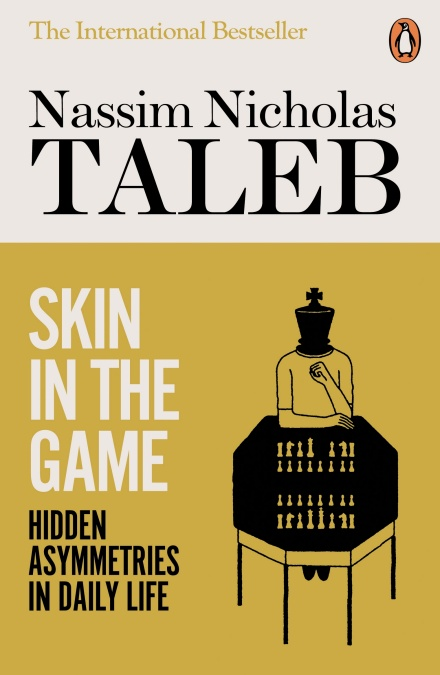 The International Bestseller
Nassim Nicholas
TALEB
SKIN
IN THE
GAME
HIDDEN
ASYMMETRIES
IN DAILY LIFE